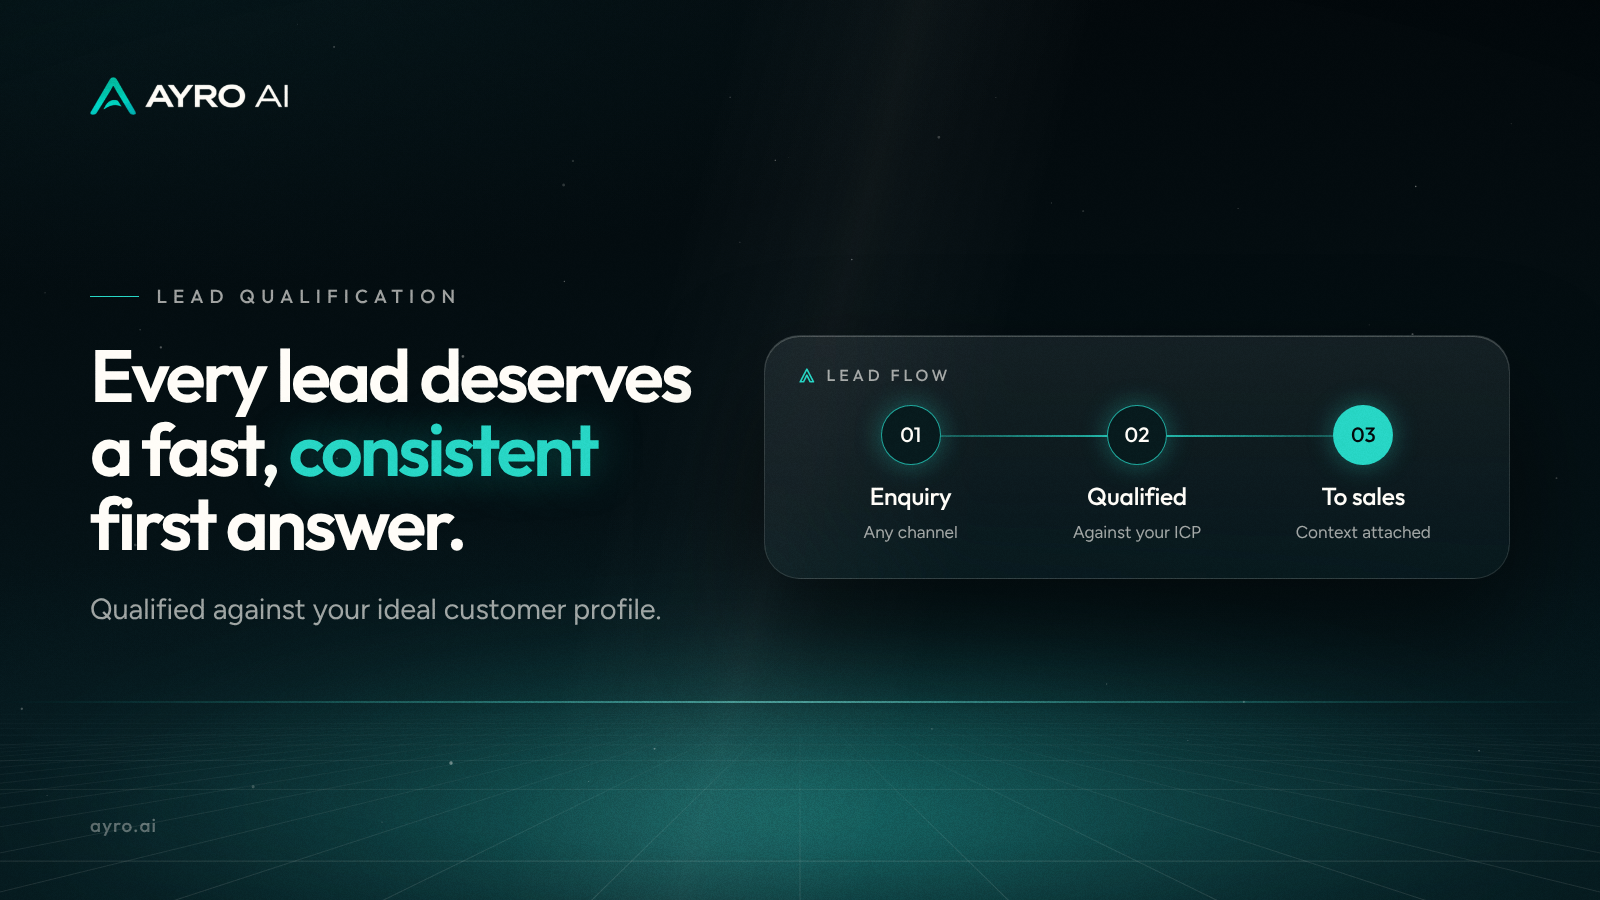 AYRO AI
LEAD QUALIFICATION
Every lead deserves
a fast, consistent
first answer.
Qualified against your ideal customer profile.
LEAD FLOW
01
02
03
Enquiry
Qualified
To sales
Any channel
Against your ICP
Context attached
ayro.ai